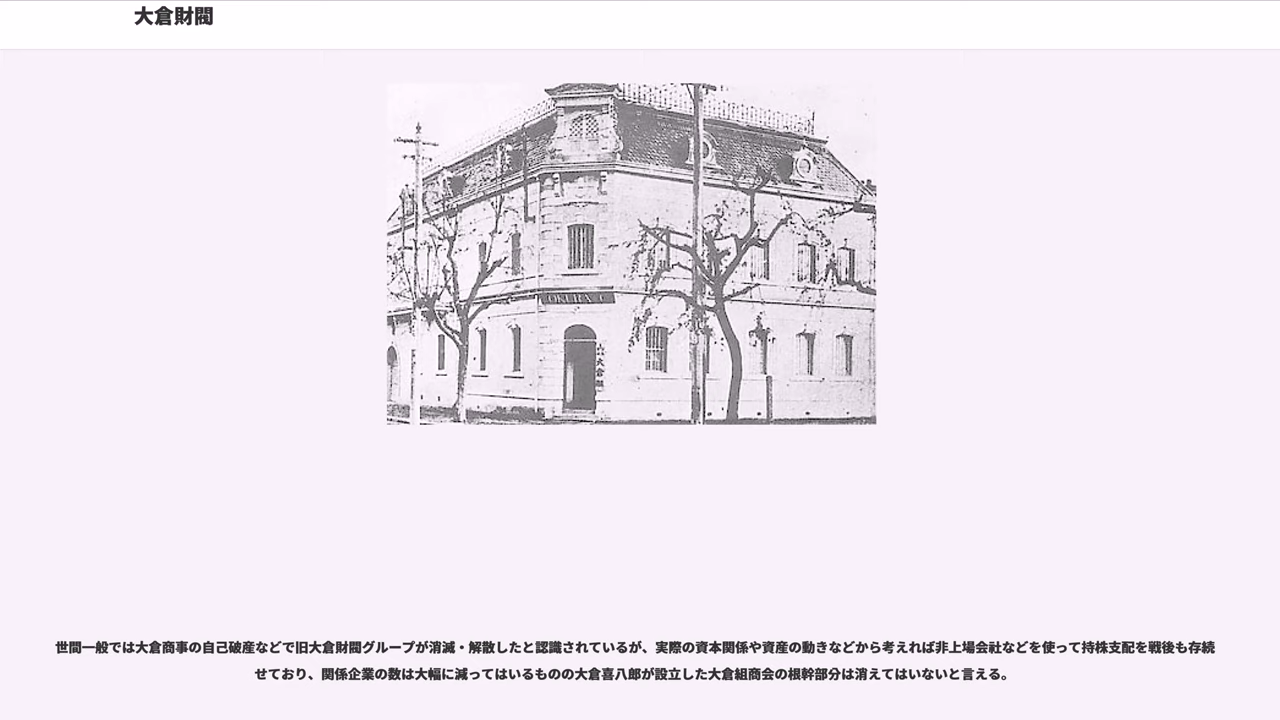 大倉財閥
OKURA
世間一般では大倉商事の自己破産などで旧大倉財閥グループが消滅・解散したと認識されているが、実際の資本関係や資産の動きなどから考えれば非上場会社などを使って持株支配を戦後も存続
せており、関係企業の数は大幅に減ってはいるものの大倉喜八郎が設立した大倉組商会の根幹部分は消えてはいないと言える。